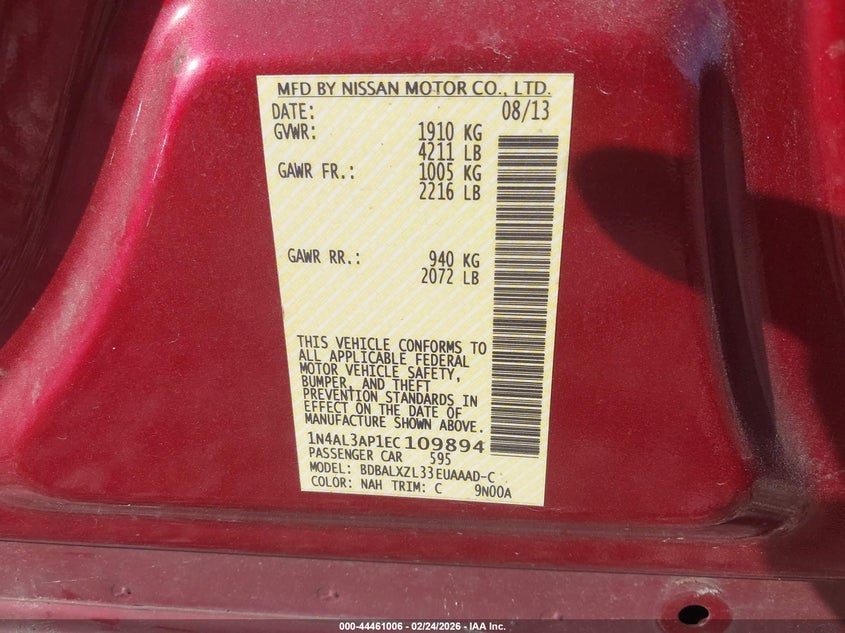 MFD BY NISSAN MOTOR CO., LTD.
DATE: 08/13
GVWR: 1910 KG
4211 LB
GAWR FR.: 1005 KG
2216 LB
GAWR RR.: 940 KG
2072 LB
THIS VEHICLE CONFORMS TO
ALL APPLICABLE FEDERAL
MOTOR VEHICLE SAFETY,
BUMPER, AND THEFT
PREVENTION STANDARDS IN
EFFECT ON THE DATE OF
MANUFACTURE SHOWN ABOVE.
1N4AL3AP1EC109894
PASSENGER CAR 595
MODEL: BDBALXZL33EUAAAD-C
COLOR: NAH TRIM: C 9N00A
000-44461006 - 02/24/2026 - IAA Inc.